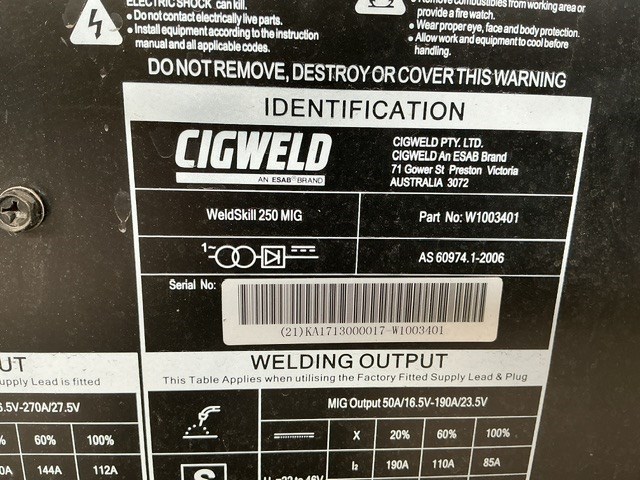 ELECTRIC SHOCK can kill.
• Do not contact electrically live parts.
• Install equipment according to the instruction
manual and all applicable codes.
• Remove combustibles from working area or
provide a fire watch.
• Wear proper eye, face and body protection.
• Allow work and equipment to cool before
handling.
DO NOT REMOVE, DESTROY OR COVER THIS WARNING
IDENTIFICATION
CIGWELD
AN ESAB® BRAND
CIGWELD PTY. LTD.
CIGWELD An ESAB Brand
71 Gower St Preston Victoria
AUSTRALIA 3072
WeldSkill 250 MIG
Part No: W1003401
1~
AS 60974.1-2006
Serial No:
(21)KA1713000017-W1003401
UT
upply Lead is fitted
5.5V-270A/27.5V
% 60% 100%
0A 144A 112A
WELDING OUTPUT
This Table Applies when utilising the Factory Fitted Supply Lead & Plug
MIG Output 50A/16.5V-190A/23.5V
X 20% 60% 100%
S
I₂ 190A 110A 85A